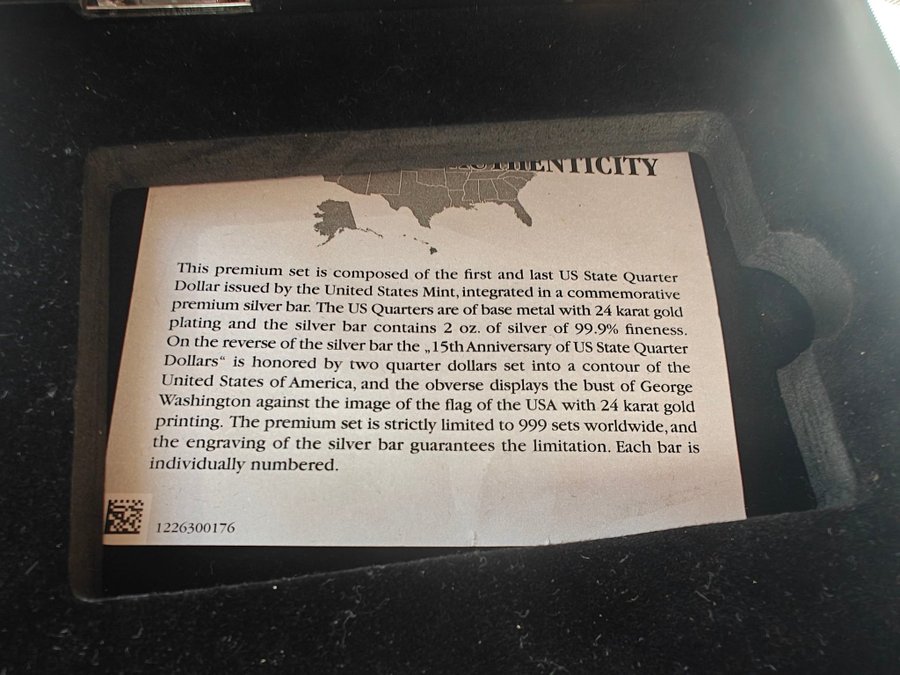 AUTHENTICITY
This premium set is composed of the first and last US State Quarter
Dollar issued by the United States Mint, integrated in a commemorative
premium silver bar. The US Quarters are of base metal with 24 karat gold
plating and the silver bar contains 2 oz. of silver of 99.9% fineness.
On the reverse of the silver bar the „15th Anniversary of US State Quarter
Dollars“ is honored by two quarter dollars set into a contour of the
United States of America, and the obverse displays the bust of George
Washington against the image of the flag of the USA with 24 karat gold
printing. The premium set is strictly limited to 999 sets worldwide, and
the engraving of the silver bar guarantees the limitation. Each bar is
individually numbered.
1226300176